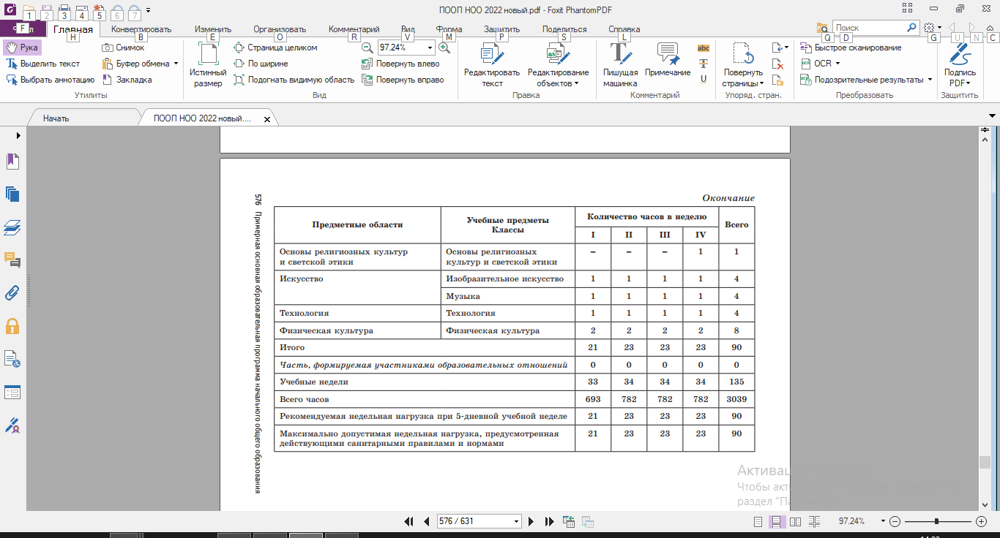 ПООП НОО 2022 новый.pdf - Foxit PhantomPDF
1 2 3 4 5 6 7
F Главная Конвертировать Изменить Организовать Комментарий Вид Форма Защитить Поделиться Справка Поиск
H B E O R V M P S L Q D G U N C
Рука
Выделить текст
Выбрать аннотацию
Снимок
Буфер обмена
Закладка
Утилиты
Истинный
размер
Страница целиком
По ширине
Подогнать видимую область
97.24%
Повернуть влево
Повернуть вправо
Вид
Редактировать
текст
Редактирование
объектов
Правка
Пишущая
машинка
Примечание
abc
T
U
Комментарий
Повернуть
страницы
Упоряд. стран.
Быстрое сканирование
OCR
Подозрительные результаты
Преобразовать
Подпись
PDF
Защитить
Начать ПООП НОО 2022 новый....
576 Примерная основная образовательная программа начального общего образования
Окончание
Предметные области Учебные предметы Классы Количество часов в неделю Всего
I II III IV
Основы религиозных культур и светской этики Основы религиозных культур и светской этики – – – 1 1
Искусство Изобразительное искусство 1 1 1 1 4
Музыка 1 1 1 1 4
Технология Технология 1 1 1 1 4
Физическая культура Физическая культура 2 2 2 2 8
Итого 21 23 23 23 90
Часть, формируемая участниками образовательных отношений 0 0 0 0 0
Учебные недели 33 34 34 34 135
Всего часов 693 782 782 782 3039
Рекомендуемая недельная нагрузка при 5-дневной учебной неделе 21 23 23 23 90
Максимально допустимая недельная нагрузка, предусмотренная
действующими санитарными правилами и нормами 21 23 23 23 90
Активация Windows
Чтобы
раздел
576 / 631
97.24%